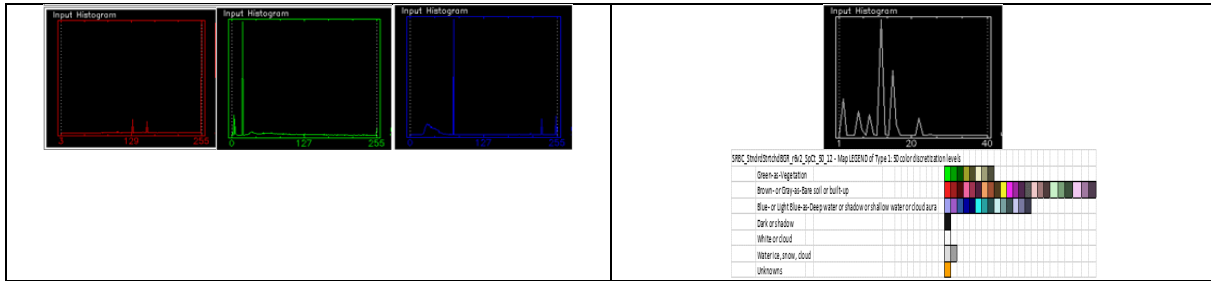 Input Histogram
3 129 255
Input Histogram
0 127 255
Input Histogram
0 127 255
Input Histogram
1 20 40
SRBC_StndrdStrtchdBGR_r6v2_SpCt_50_12 - Map LEGEND of Type 1: 50 color discretization levels
Green-as-Vegetation
Brown- or Gray-as-Bare soil or built-up
Blue- or Light Blue-as-Deep water or shadow or shallow water or cloud aura
Dark or shadow
White or cloud
Water ice, snow, cloud
Unknowns